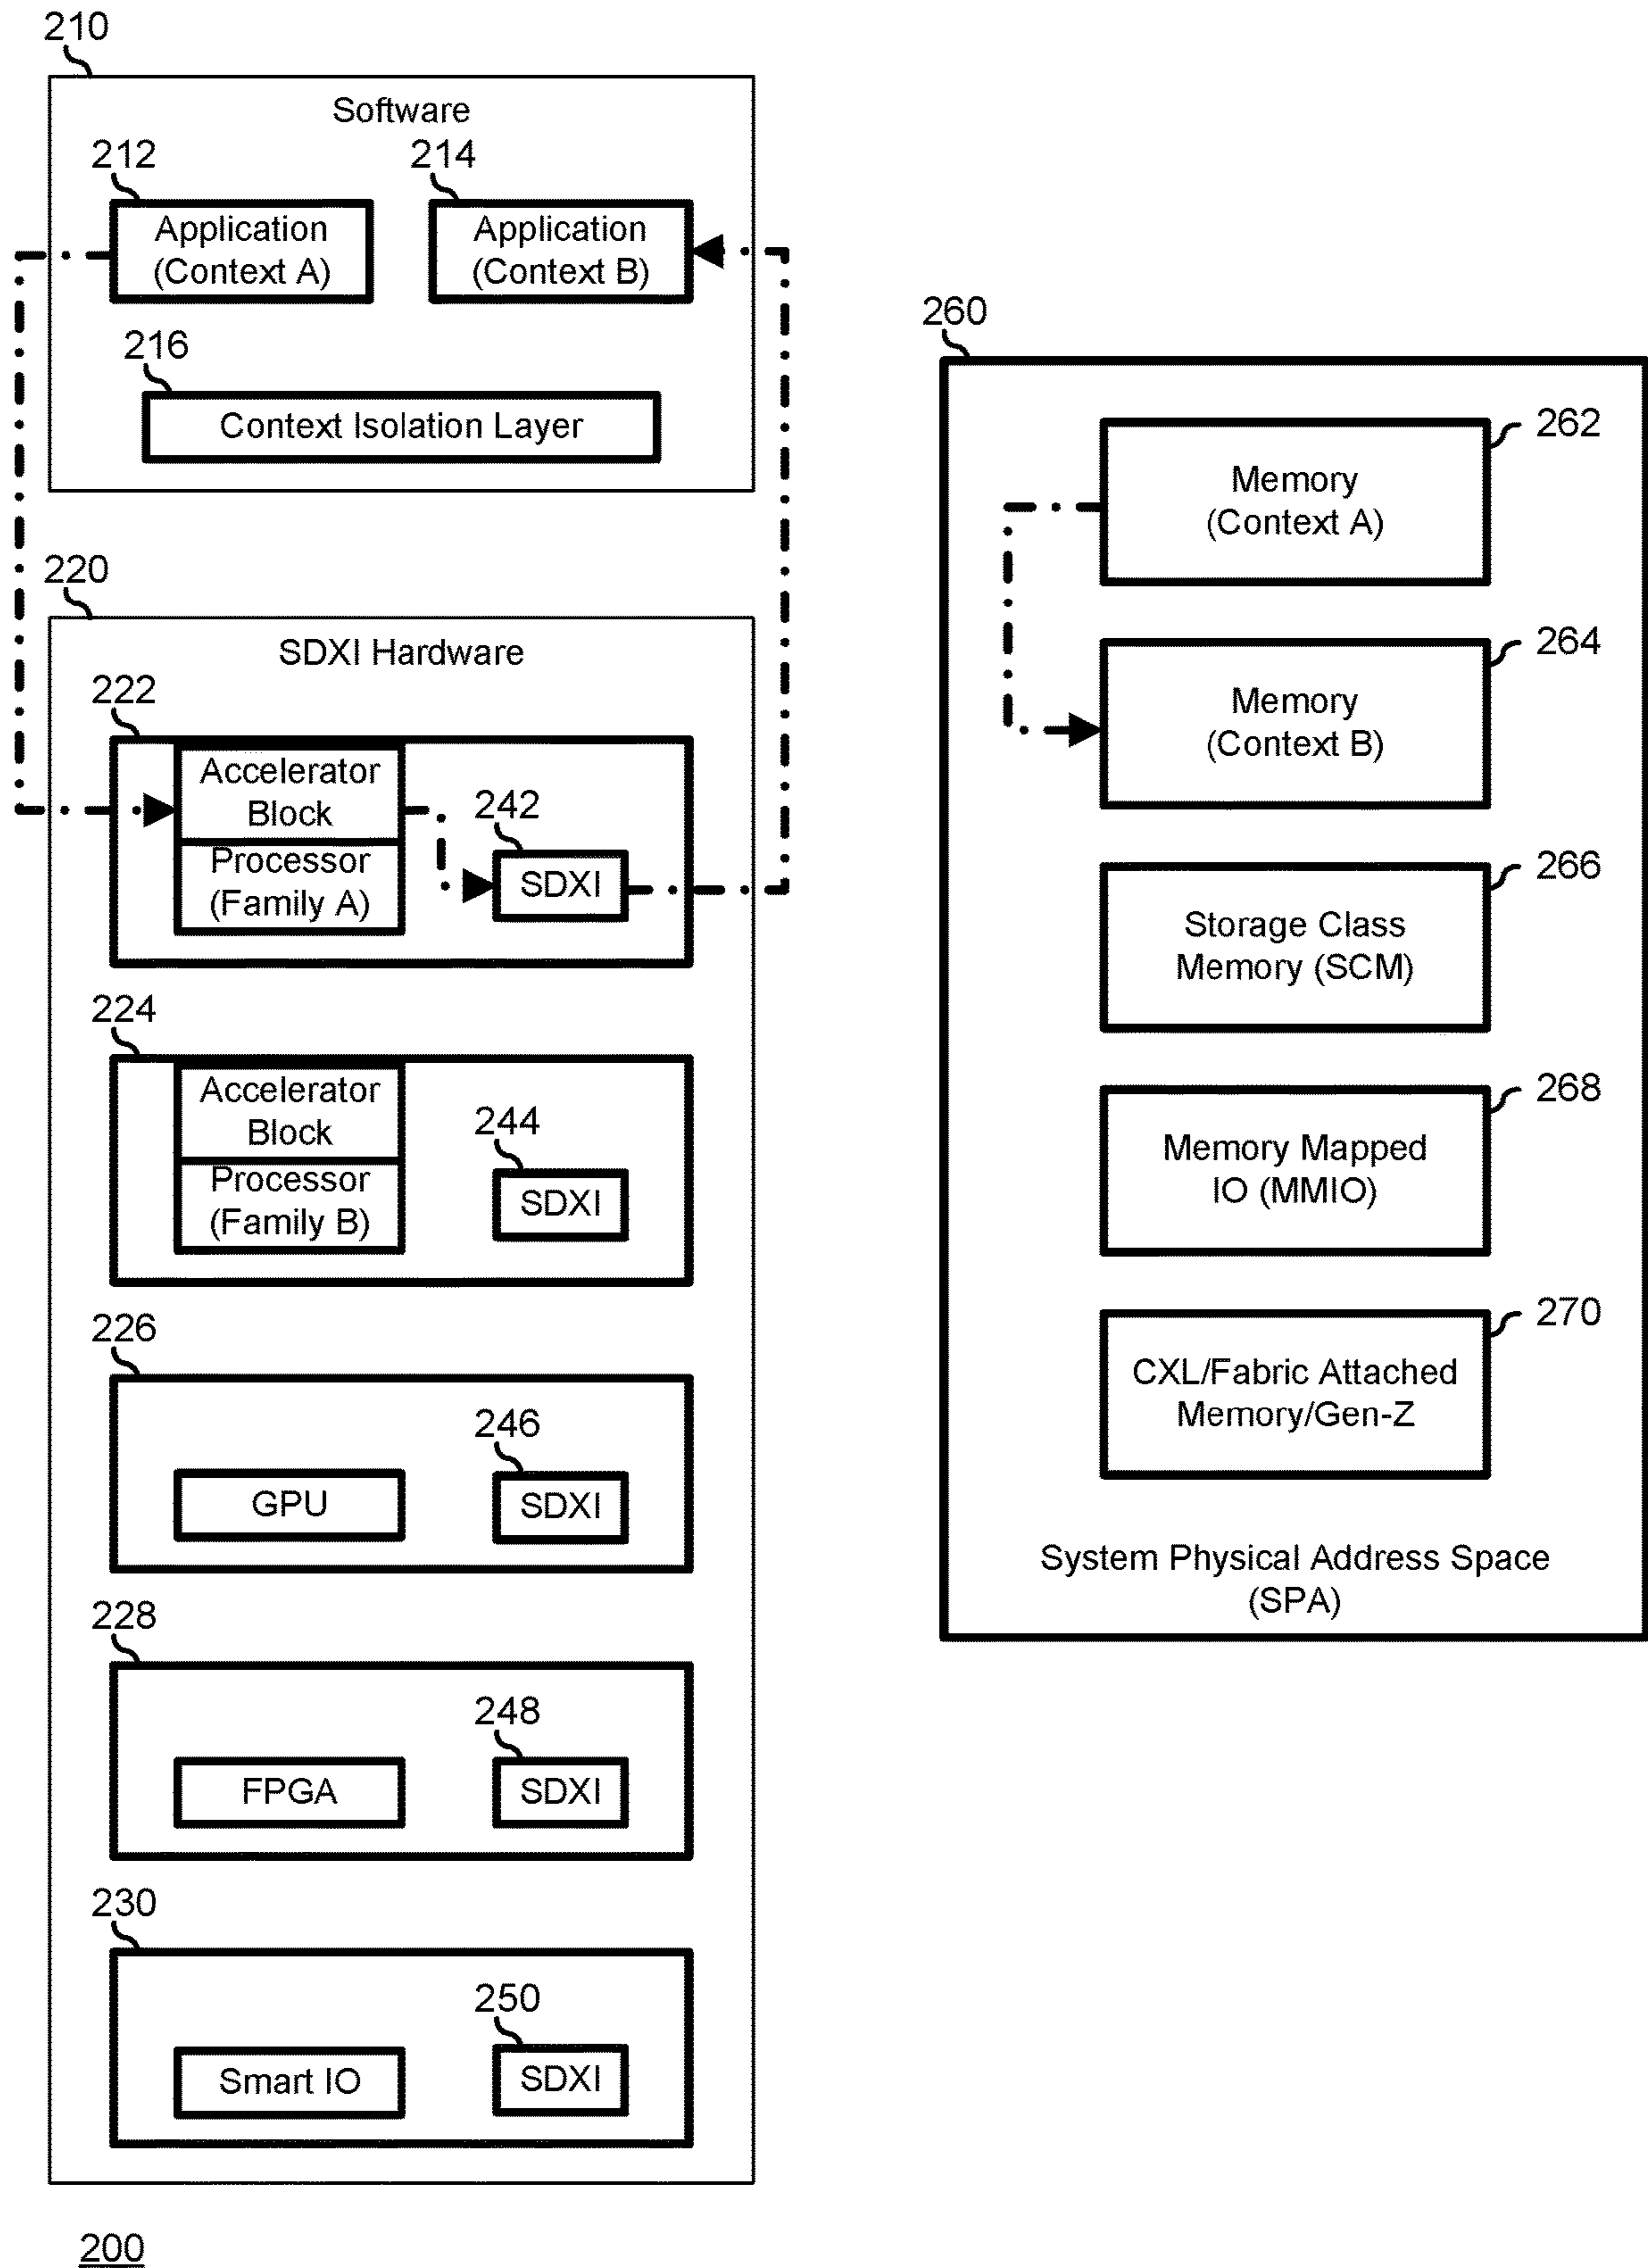 210
Software
212
214
Application
(Context A)
Application
(Context B)
216
Context Isolation Layer
220
SDXI Hardware
222
Accelerator
Block
Processor
(Family A)
242
SDXI
224
Accelerator
Block
Processor
(Family B)
244
SDXI
226
GPU
246
SDXI
228
FPGA
248
SDXI
230
Smart IO
250
SDXI
260
262
Memory
(Context A)
264
Memory
(Context B)
266
Storage Class
Memory (SCM)
268
Memory Mapped
IO (MMIO)
270
CXL/Fabric Attached
Memory/Gen-Z
System Physical Address Space
(SPA)
200